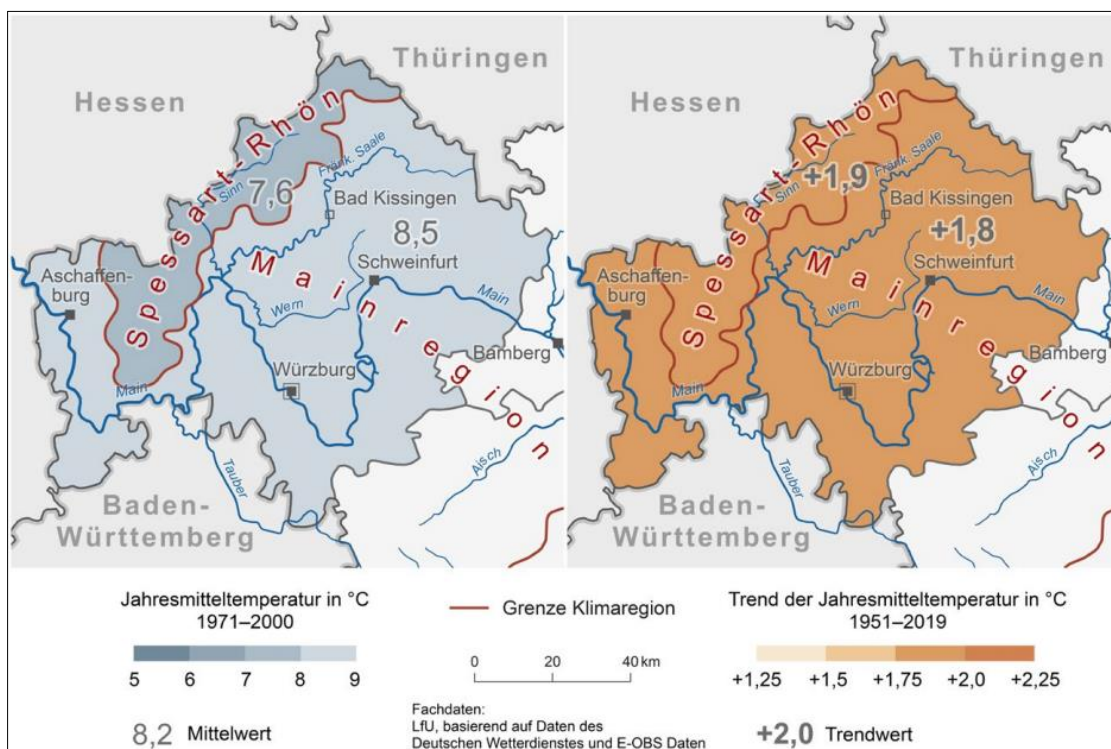 Thüringen
Hessen
Spessart-Rhön
Sinn
Fränk. Saale
7,6
Bad Kissingen
8,5
Aschaffen-
burg
Schweinfurt
Mainregion
Wern
Main
Bamberg
Würzburg
Main
Tauber
Aisch
Baden-
Württemberg
Thüringen
Hessen
Spessart-Rhön
Sinn
Fränk. Saale
+1,9
Bad Kissingen
+1,8
Aschaffen-
burg
Schweinfurt
Mainregion
Wern
Main
Bamberg
Würzburg
Main
Tauber
Aisch
Baden-
Württemberg
Jahresmitteltemperatur in °C
1971–2000
5 6 7 8 9
8,2 Mittelwert
Grenze Klimaregion
0 20 40 km
Fachdaten:
LfU, basierend auf Daten des
Deutschen Wetterdienstes und E-OBS Daten
Trend der Jahresmitteltemperatur in °C
1951–2019
+1,25 +1,5 +1,75 +2,0 +2,25
+2,0 Trendwert